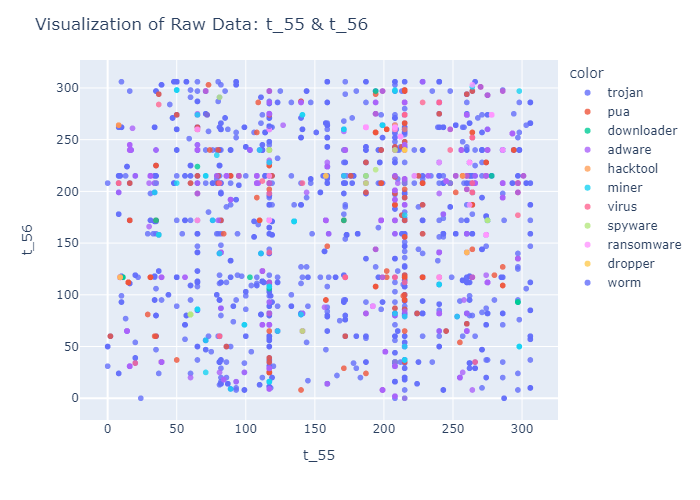 Visualization of Raw Data: t_55 & t_56
color
trojan
pua
downloader
adware
hacktool
miner
virus
spyware
ransomware
dropper
worm
t_56
300
250
200
150
100
50
0
0 50 100 150 200 250 300
t_55